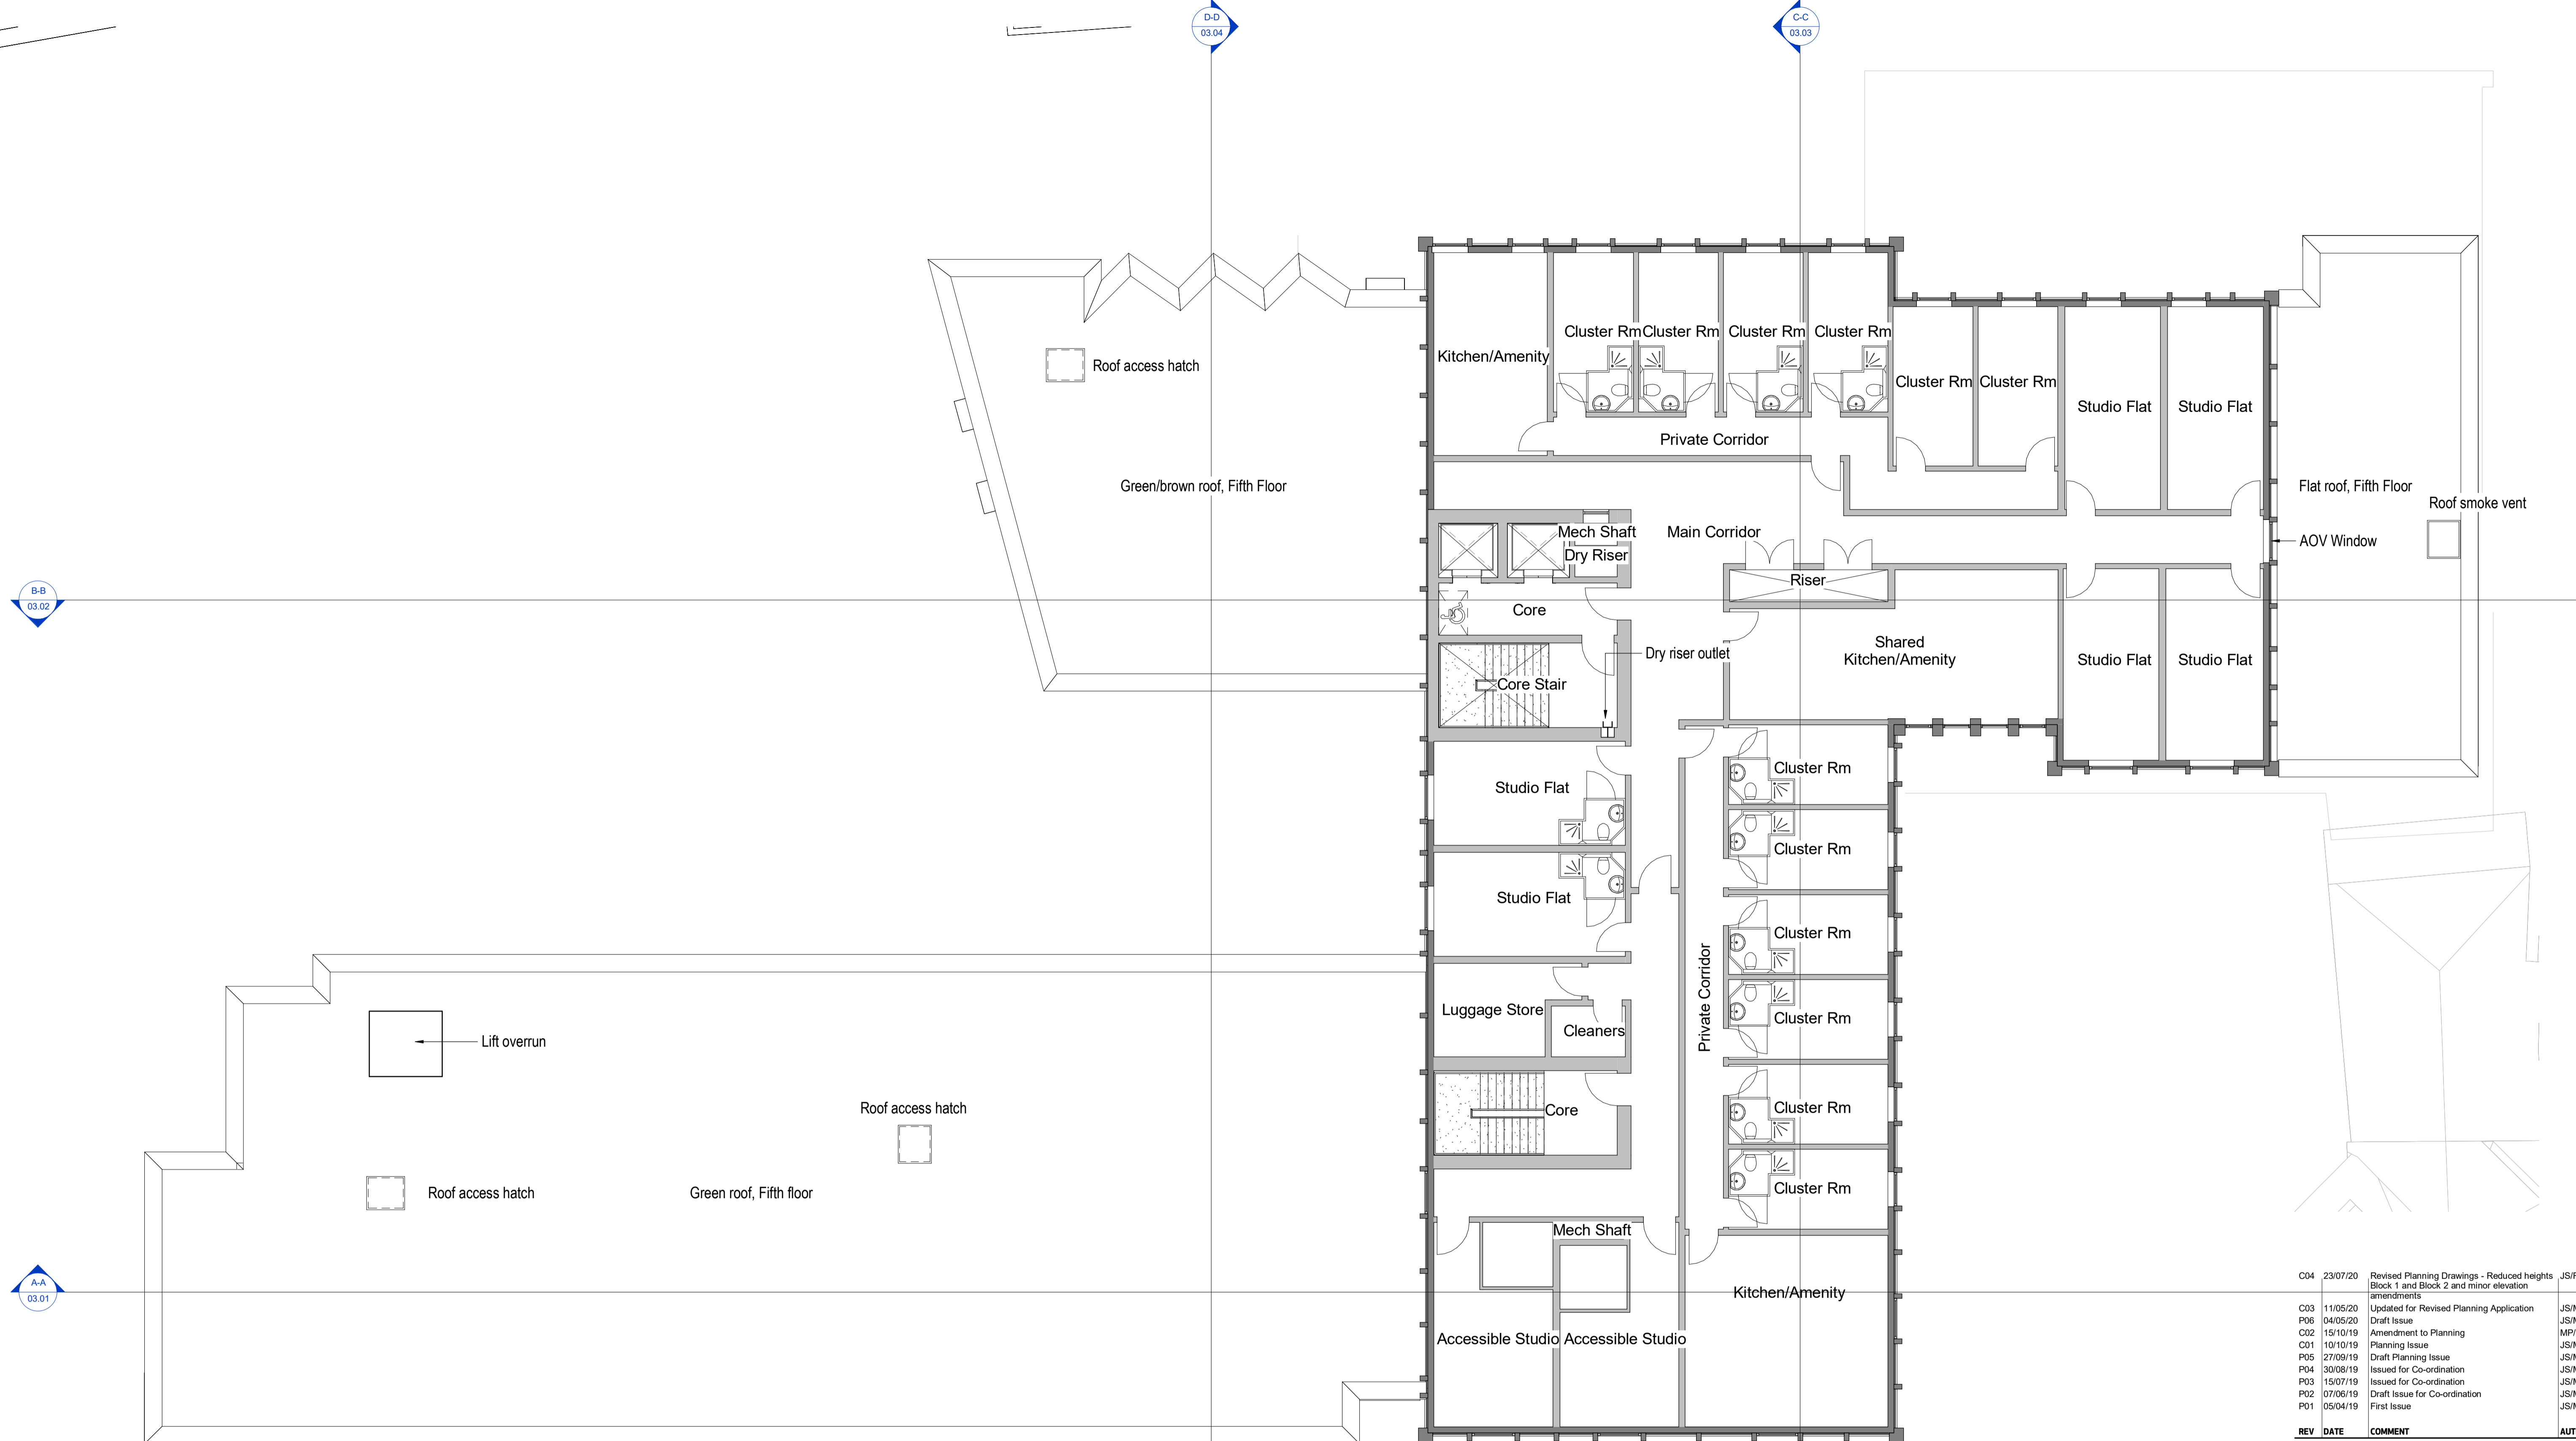 D-D
03.04
C-C
03.03
Cluster Rm
Cluster Rm
Cluster Rm
Cluster Rm
Kitchen/Amenity
Roof access hatch
Cluster Rm
Cluster Rm
Studio Flat
Studio Flat
Private Corridor
Green/brown roof, Fifth Floor
Flat roof, Fifth Floor
Roof smoke vent
Mech Shaft
Main Corridor
AOV Window
Dry Riser
Riser
B-B
03.02
Core
Shared
Kitchen/Amenity
Dry riser outlet
Studio Flat
Studio Flat
Core Stair
Cluster Rm
Studio Flat
Cluster Rm
Studio Flat
Cluster Rm
Private Corridor
Luggage Store
Cluster Rm
Cleaners
Lift overrun
Roof access hatch
Core
Cluster Rm
Roof access hatch
Green roof, Fifth floor
Cluster Rm
Mech Shaft
A-A
03.01
Kitchen/Amenity
Accessible Studio
Accessible Studio
C04 23/07/20 Revised Planning Drawings - Reduced heights JS/
Block 1 and Block 2 and minor elevation
amendments
C03 11/05/20 Updated for Revised Planning Application JS/
P06 04/05/20 Draft Issue JS/
C02 15/10/19 Amendment to Planning MP/
C01 10/10/19 Planning Issue JS/
P05 27/09/19 Draft Planning Issue JS/
P04 30/08/19 Issued for Co-ordination JS/
P03 15/07/19 Issued for Co-ordination JS/
P02 07/06/19 Draft Issue for Co-ordination JS/
P01 05/04/19 First Issue JS/
REV DATE COMMENT